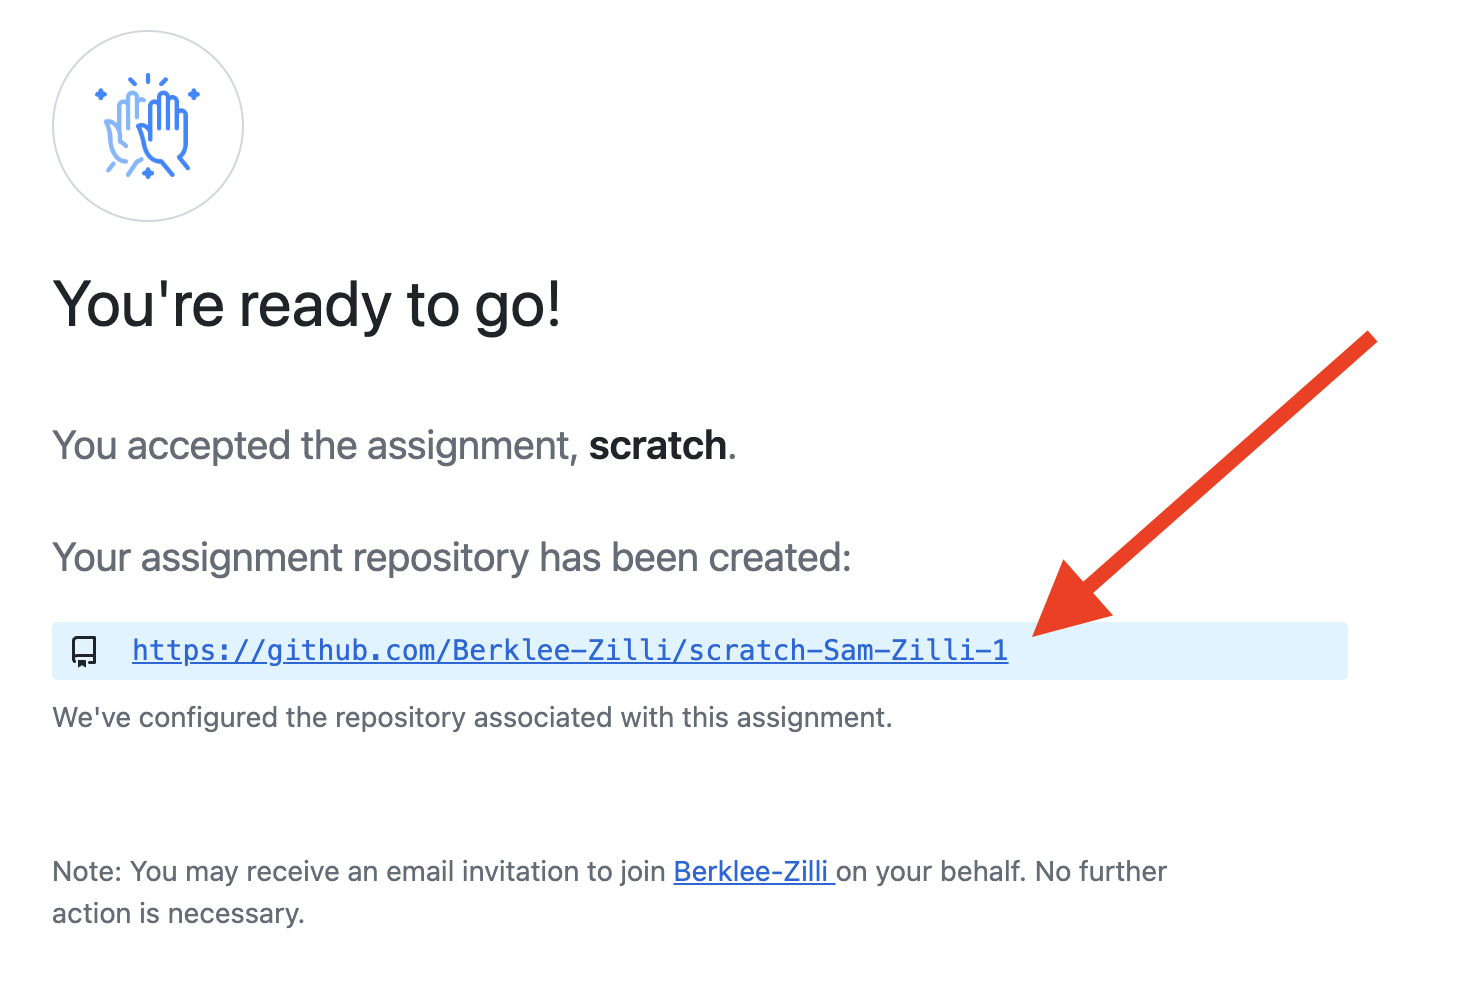 You're ready to go!
You accepted the assignment, scratch.
Your assignment repository has been created:
https://github.com/Berklee-Zilli/scratch-Sam-Zilli-1
We've configured the repository associated with this assignment.
Note: You may receive an email invitation to join Berklee-Zilli on your behalf. No further
action is necessary.